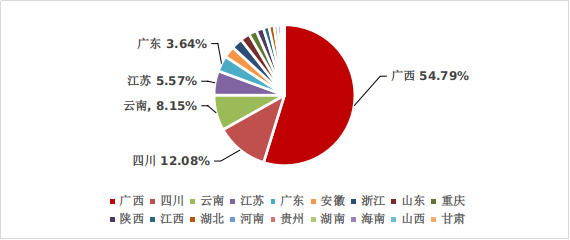 广东 3.64%
广西 54.79%
江苏 5.57%
云南, 8.15%
四川 12.08%
广西 四川 云南 江苏 广东 安徽 浙江 山东 重庆
陕西 江西 湖北 河南 贵州 湖南 海南 山西 甘肃